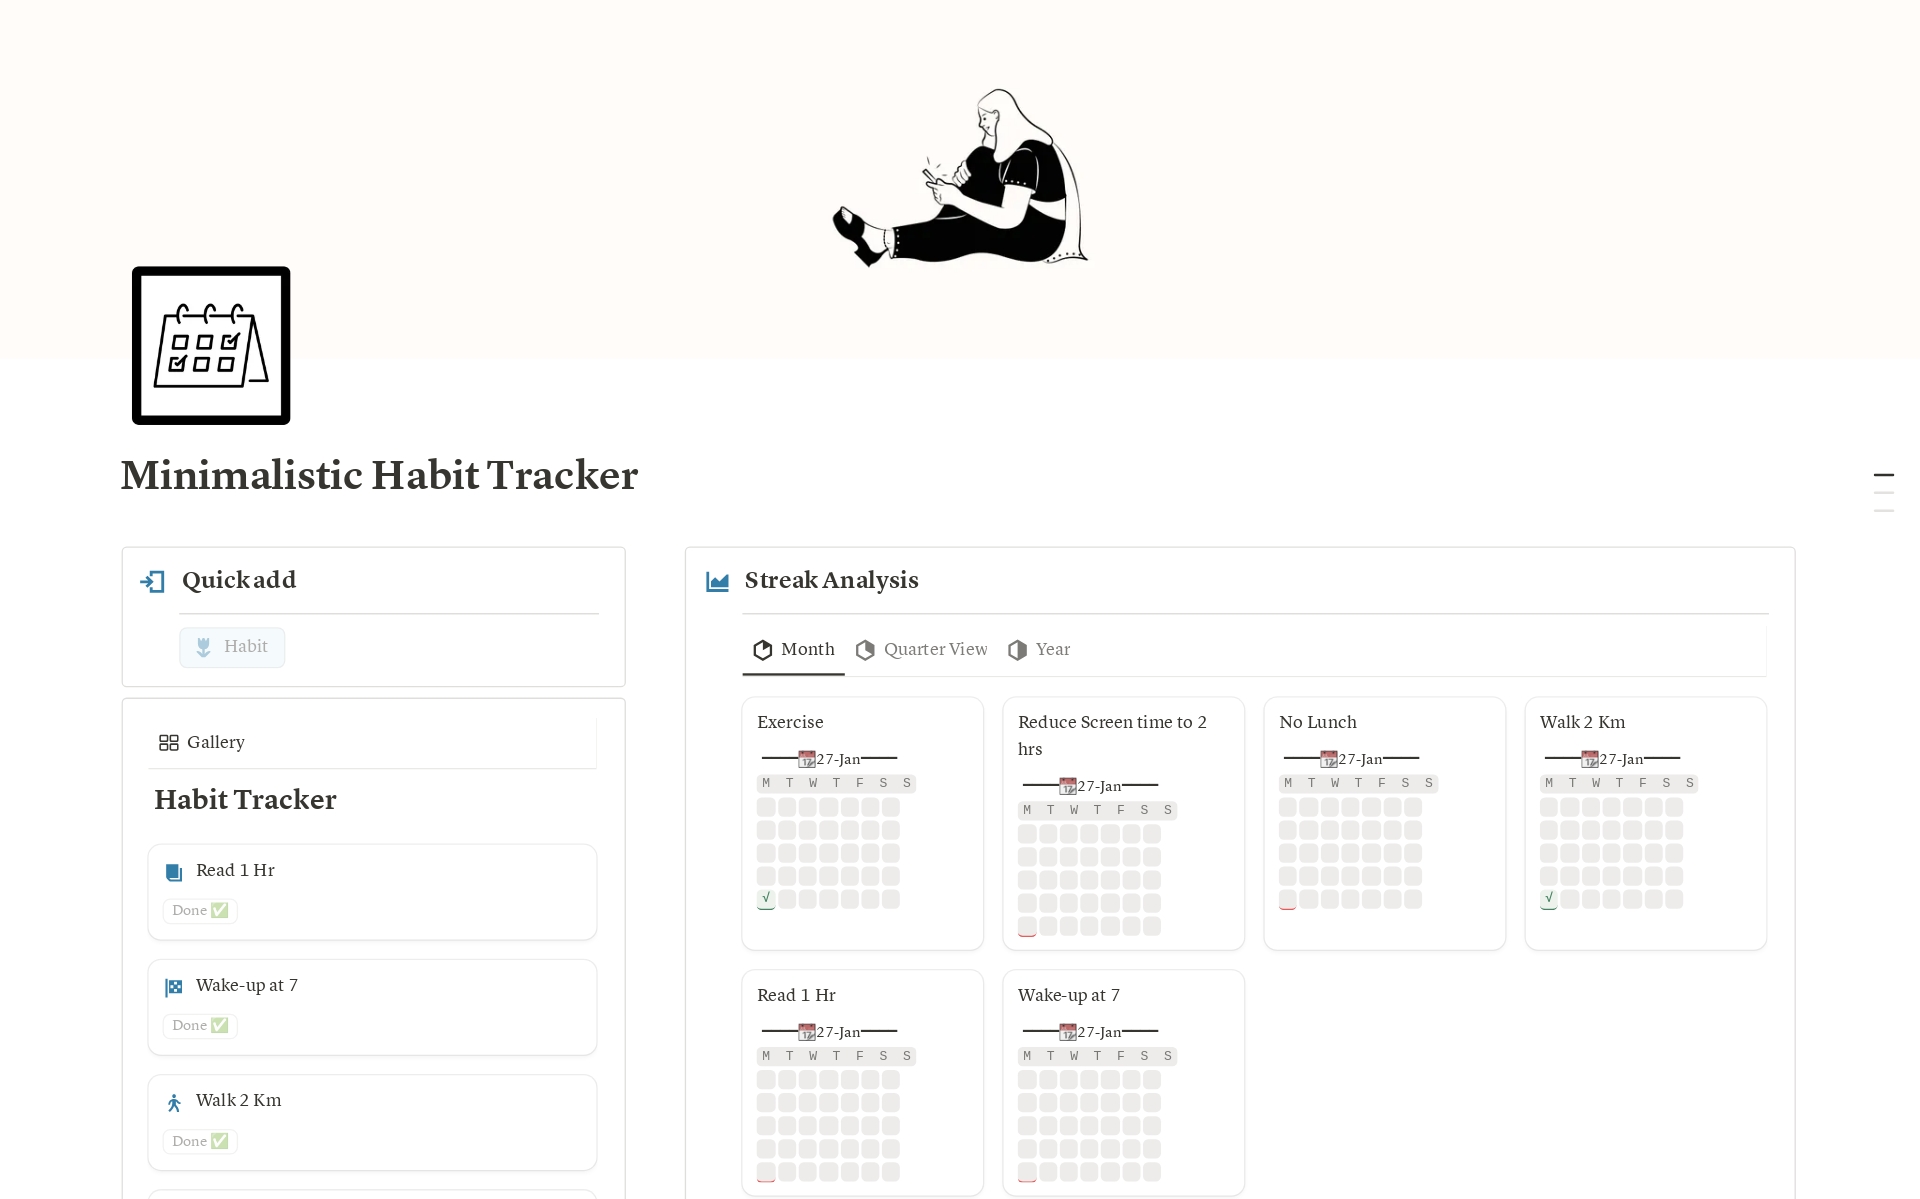 Minimalistic Habit Tracker
Quick add
Habit
Gallery
Habit Tracker
Read 1 Hr
Done ✅
Wake-up at 7
Done ✅
Walk 2 Km
Done ✅
Streak Analysis
Month Quarter View Year
Exercise
📆27-Jan
M T W T F S S
√
Reduce Screen time to 2
hrs
📆27-Jan
M T W T F S S
No Lunch
📆27-Jan
M T W T F S S
Walk 2 Km
📆27-Jan
M T W T F S S
√
Read 1 Hr
📆27-Jan
M T W T F S S
Wake-up at 7
📆27-Jan
M T W T F S S